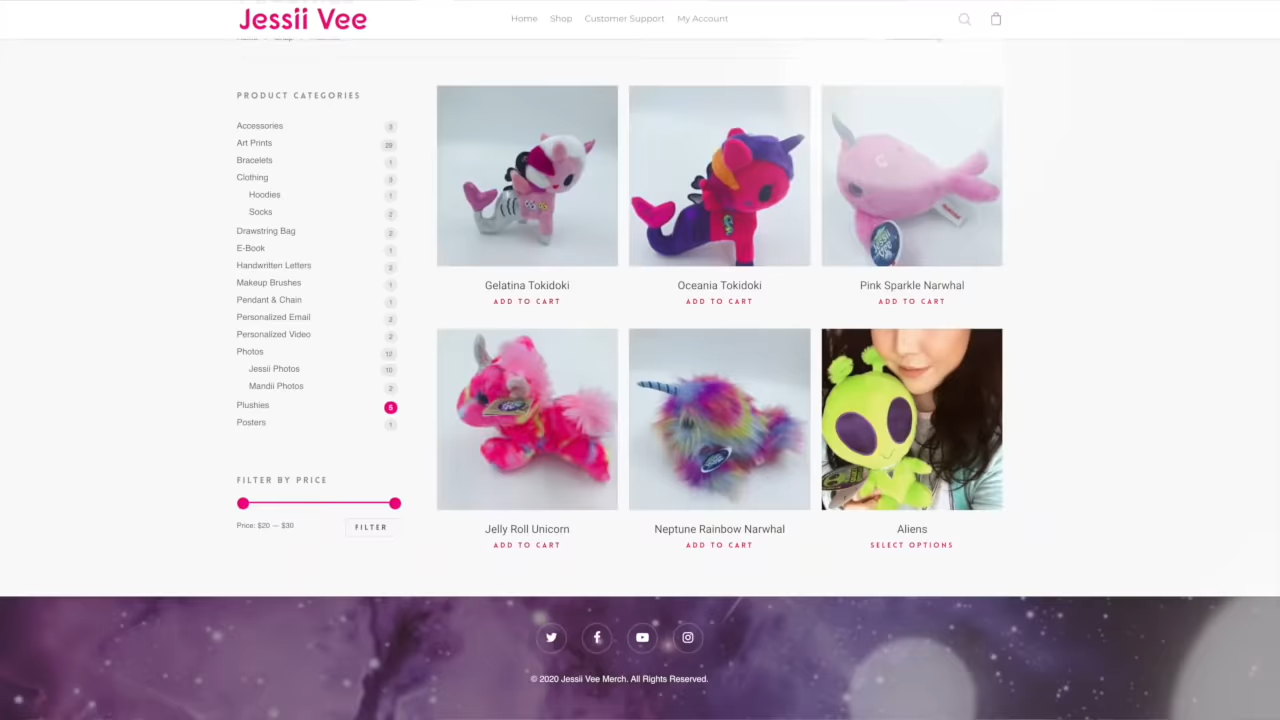 Jessii Vee
Home Shop Customer Support My Account
PRODUCT CATEGORIES
Accessories 3
Art Prints 29
Bracelets 1
Clothing 3
Hoodies 1
Socks 2
Drawstring Bag 2
E-Book 1
Handwritten Letters 2
Makeup Brushes 1
Pendant & Chain 1
Personalized Email 2
Personalized Video 2
Photos 12
Jessii Photos 10
Mandii Photos 2
Plushies 6
Posters 1
FILTER BY PRICE
Price: $20 — $30 FILTER
Gelatina Tokidoki
ADD TO CART
Oceania Tokidoki
ADD TO CART
Pink Sparkle Narwhal
ADD TO CART
Jelly Roll Unicorn
ADD TO CART
Neptune Rainbow Narwhal
ADD TO CART
Aliens
SELECT OPTIONS
© 2020 Jessii Vee Merch. All Rights Reserved.